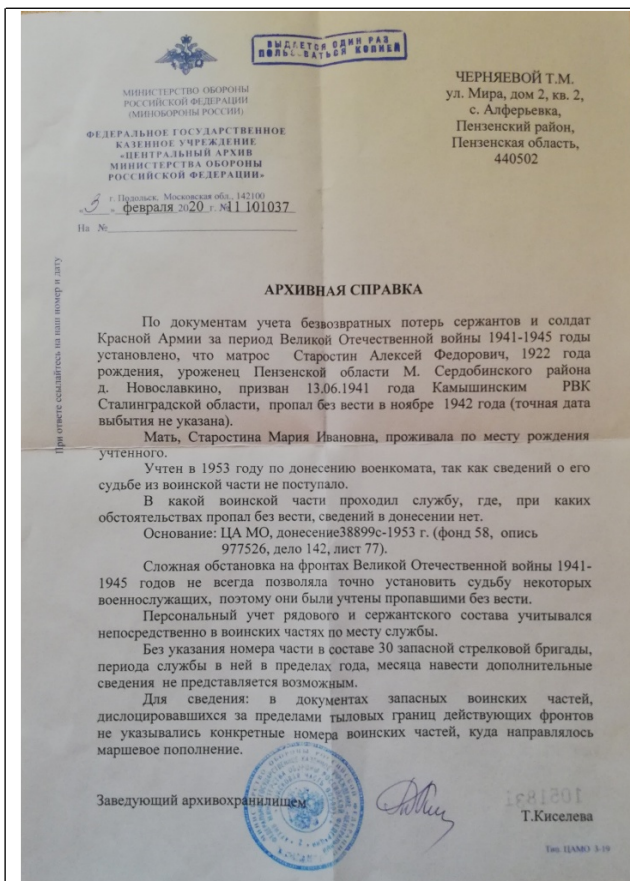 ВЫДАЕТСЯ ОДИН РАЗ
ПОЛЬЗОВАТЬСЯ КОПИЕЙ
МИНИСТЕРСТВО ОБОРОНЫ
РОССИЙСКОЙ ФЕДЕРАЦИИ
(МИНОБОРОНЫ РОССИИ)
ФЕДЕРАЛЬНОЕ ГОСУДАРСТВЕННОЕ
КАЗЕННОЕ УЧРЕЖДЕНИЕ
«ЦЕНТРАЛЬНЫЙ АРХИВ
МИНИСТЕРСТВА ОБОРОНЫ
РОССИЙСКОЙ ФЕДЕРАЦИИ»
г. Подольск, Московская обл., 142100
«3» февраля 2020 г. №11 101037
На №
ЧЕРНЯЕВОЙ Т.М.
ул. Мира, дом 2, кв. 2,
с. Алферьевка,
Пензенский район,
Пензенская область,
440502
При ответе ссылайтесь на наш номер и дату
АРХИВНАЯ СПРАВКА
По документам учета безвозвратных потерь сержантов и солдат
Красной Армии за период Великой Отечественной войны 1941-1945 годы
установлено, что матрос Старостин Алексей Федорович, 1922 года
рождения, уроженец Пензенской области М. Сердобинского района
д. Новославкино, призван 13.06.1941 года Камышинским РВК
Сталинградской области, пропал без вести в ноябре 1942 года (точная дата
выбытия не указана).
Мать, Старостина Мария Ивановна, проживала по месту рождения
учтенного.
Учтен в 1953 году по донесению военкомата, так как сведений о его
судьбе из воинской части не поступало.
В какой воинской части проходил службу, где, при каких
обстоятельствах пропал без вести, сведений в донесении нет.
Основание: ЦА МО, донесение38899с-1953 г. (фонд 58, опись
977526, дело 142, лист 77).
Сложная обстановка на фронтах Великой Отечественной войны 1941-
1945 годов не всегда позволяла точно установить судьбу некоторых
военнослужащих, поэтому они были учтены пропавшими без вести.
Персональный учет рядового и сержантского состава учитывался
непосредственно в воинских частях по месту службы.
Без указания номера части в составе 30 запасной стрелковой бригады,
периода службы в ней в пределах года, месяца навести дополнительные
сведения не представляется возможным.
Для сведения: в документах запасных воинских частей,
дислоцировавшихся за пределами тыловых границ действующих фронтов
не указывались конкретные номера воинских частей, куда направлялось
маршевое пополнение.
Заведующий архивохранилищем
Т.Киселева
Тип. ЦАМО 3-19